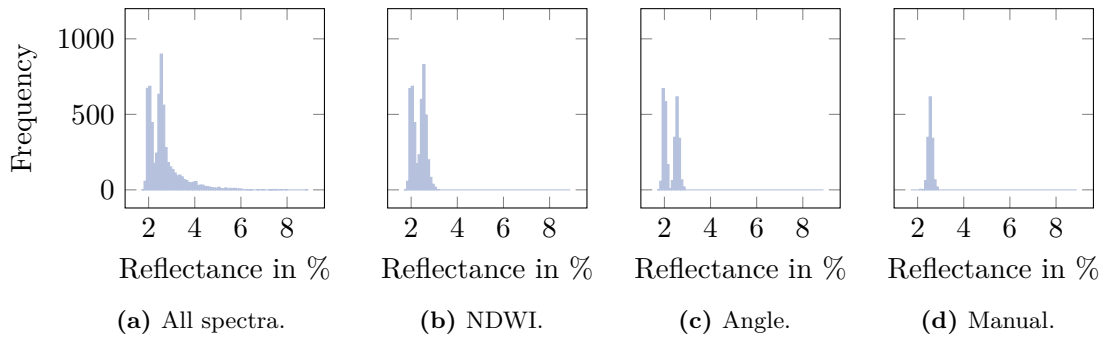 1000
500
0
Frequency
2 4 6 8
Reflectance in %
(a) All spectra.
2 4 6 8
Reflectance in %
(b) NDWI.
2 4 6 8
Reflectance in %
(c) Angle.
2 4 6 8
Reflectance in %
(d) Manual.